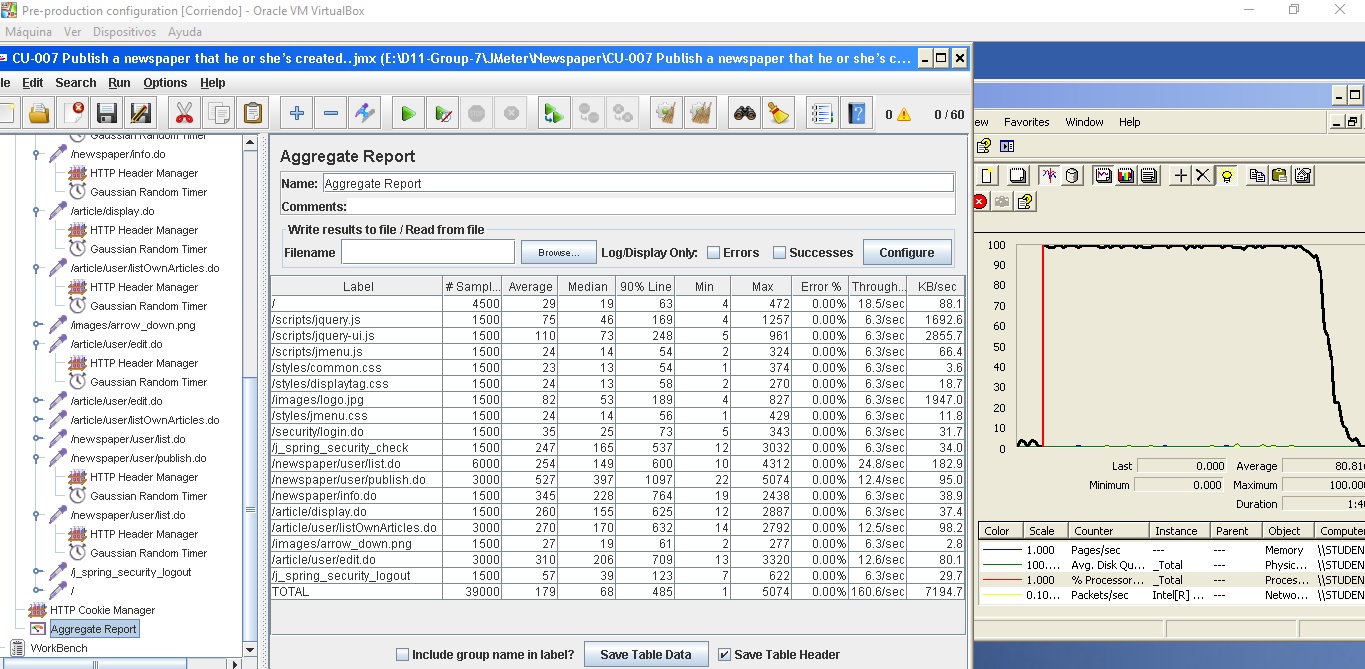 Pre-production configuration [Corriendo] - Oracle VM VirtualBox
Máquina Ver Dispositivos Ayuda
CU-007 Publish a newspaper that he or she's created..jmx (E:\D11-Group-7\JMeter\Newspaper\CU-007 Publish a newspaper that he or she's c...
le Edit Search Run Options Help
0 0 / 60
Gaussian Random Timer
/newspaper/info.do
HTTP Header Manager
Gaussian Random Timer
/article/display.do
HTTP Header Manager
Gaussian Random Timer
/article/user/listOwnArticles.do
HTTP Header Manager
Gaussian Random Timer
/images/arrow_down.png
/article/user/edit.do
HTTP Header Manager
Gaussian Random Timer
/article/user/edit.do
/article/user/listOwnArticles.do
/newspaper/user/list.do
/newspaper/user/publish.do
HTTP Header Manager
Gaussian Random Timer
/newspaper/user/list.do
HTTP Header Manager
Gaussian Random Timer
/j_spring_security_logout
/
HTTP Cookie Manager
Aggregate Report
WorkBench
Aggregate Report
Name: Aggregate Report
Comments:
Write results to file / Read from file
Filename Browse... Log/Display Only: Errors Successes Configure
Label # Sampl... Average Median 90% Line Min Max Error % Through... KB/sec
/ 4500 29 19 63 4 472 0.00% 18.5/sec 88.1
/scripts/jquery.js 1500 75 46 169 4 1257 0.00% 6.3/sec 1692.6
/scripts/jquery-ui.js 1500 110 73 248 5 961 0.00% 6.3/sec 2855.7
/scripts/jmenu.js 1500 24 14 54 2 324 0.00% 6.3/sec 66.4
/styles/common.css 1500 23 13 54 1 374 0.00% 6.3/sec 3.6
/styles/displaytag.css 1500 24 13 58 2 270 0.00% 6.3/sec 18.7
/images/logo.jpg 1500 82 53 189 4 827 0.00% 6.3/sec 1947.0
/styles/jmenu.css 1500 24 14 56 1 429 0.00% 6.3/sec 11.8
/security/login.do 1500 35 25 73 5 343 0.00% 6.3/sec 31.7
/j_spring_security_check 1500 247 165 537 12 3032 0.00% 6.3/sec 34.0
/newspaper/user/list.do 6000 254 149 600 10 4312 0.00% 24.8/sec 182.9
/newspaper/user/publish.do 3000 527 397 1097 22 5074 0.00% 12.4/sec 95.0
/newspaper/info.do 1500 345 228 764 19 2438 0.00% 6.3/sec 38.9
/article/display.do 1500 260 155 625 12 2887 0.00% 6.3/sec 37.4
/article/user/listOwnArticles.do 3000 270 170 632 14 2792 0.00% 12.5/sec 98.2
/images/arrow_down.png 1500 27 19 61 2 277 0.00% 6.3/sec 2.8
/article/user/edit.do 3000 310 206 709 13 3320 0.00% 12.6/sec 80.1
/j_spring_security_logout 1500 57 39 123 7 622 0.00% 6.3/sec 29.7
TOTAL 39000 179 68 485 1 5074 0.00% 160.6/sec 7194.7
Include group name in label? Save Table Data Save Table Header
ew Favorites Window Help
100
90
80
70
60
50
40
30
20
10
0
Last 0.000 Average 80.81
Minimum 0.000 Maximum 100.00
Duration 1:4
Color Scale Counter Instance Parent Object Computer
1.000 Pages/sec --- --- Memory \\STUDEN
100.... Avg. Disk Qu... _Total --- Physic... \\STUDEN
1.000 % Processor... _Total --- Proces... \\STUDEN
0.10... Packets/sec Intel[R] ... --- Netwo... \\STUDEN